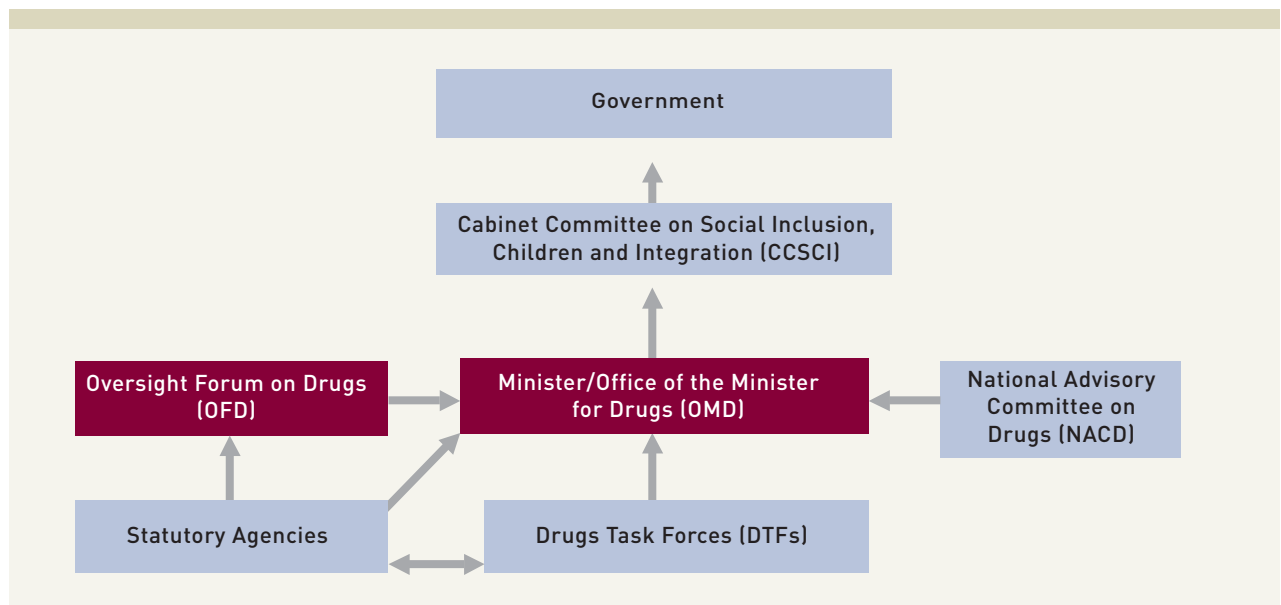 Government
Cabinet Committee on Social Inclusion,
Children and Integration (CCSCI)
Oversight Forum on Drugs
(OFD)
Minister/Office of the Minister
for Drugs (OMD)
National Advisory
Committee on
Drugs (NACD)
Statutory Agencies
Drugs Task Forces (DTFs)